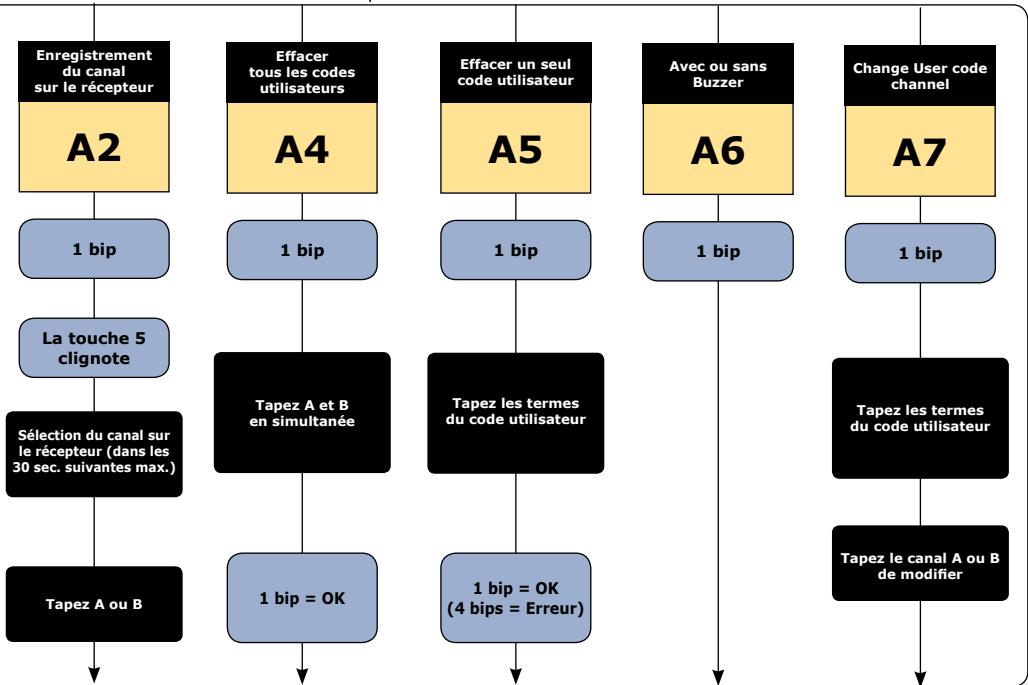 Enregistrement
du canal
sur le récepteur
A2
1 bip
La touche 5
clignote
Sélection du canal sur
le récepteur (dans les
30 sec. suivantes max.)
Tapez A ou B
Effacer
tous les codes
utilisateurs
A4
1 bip
Tapez A et B
en simultanée
1 bip = OK
Effacer un seul
code utilisateur
A5
1 bip
Tapez les termes
du code utilisateur
1 bip = OK
(4 bips = Erreur)
Avec ou sans
Buzzer
A6
1 bip
Change User code
channel
A7
1 bip
Tapez les termes
du code utilisateur
Tapez le canal A ou B
de modifier